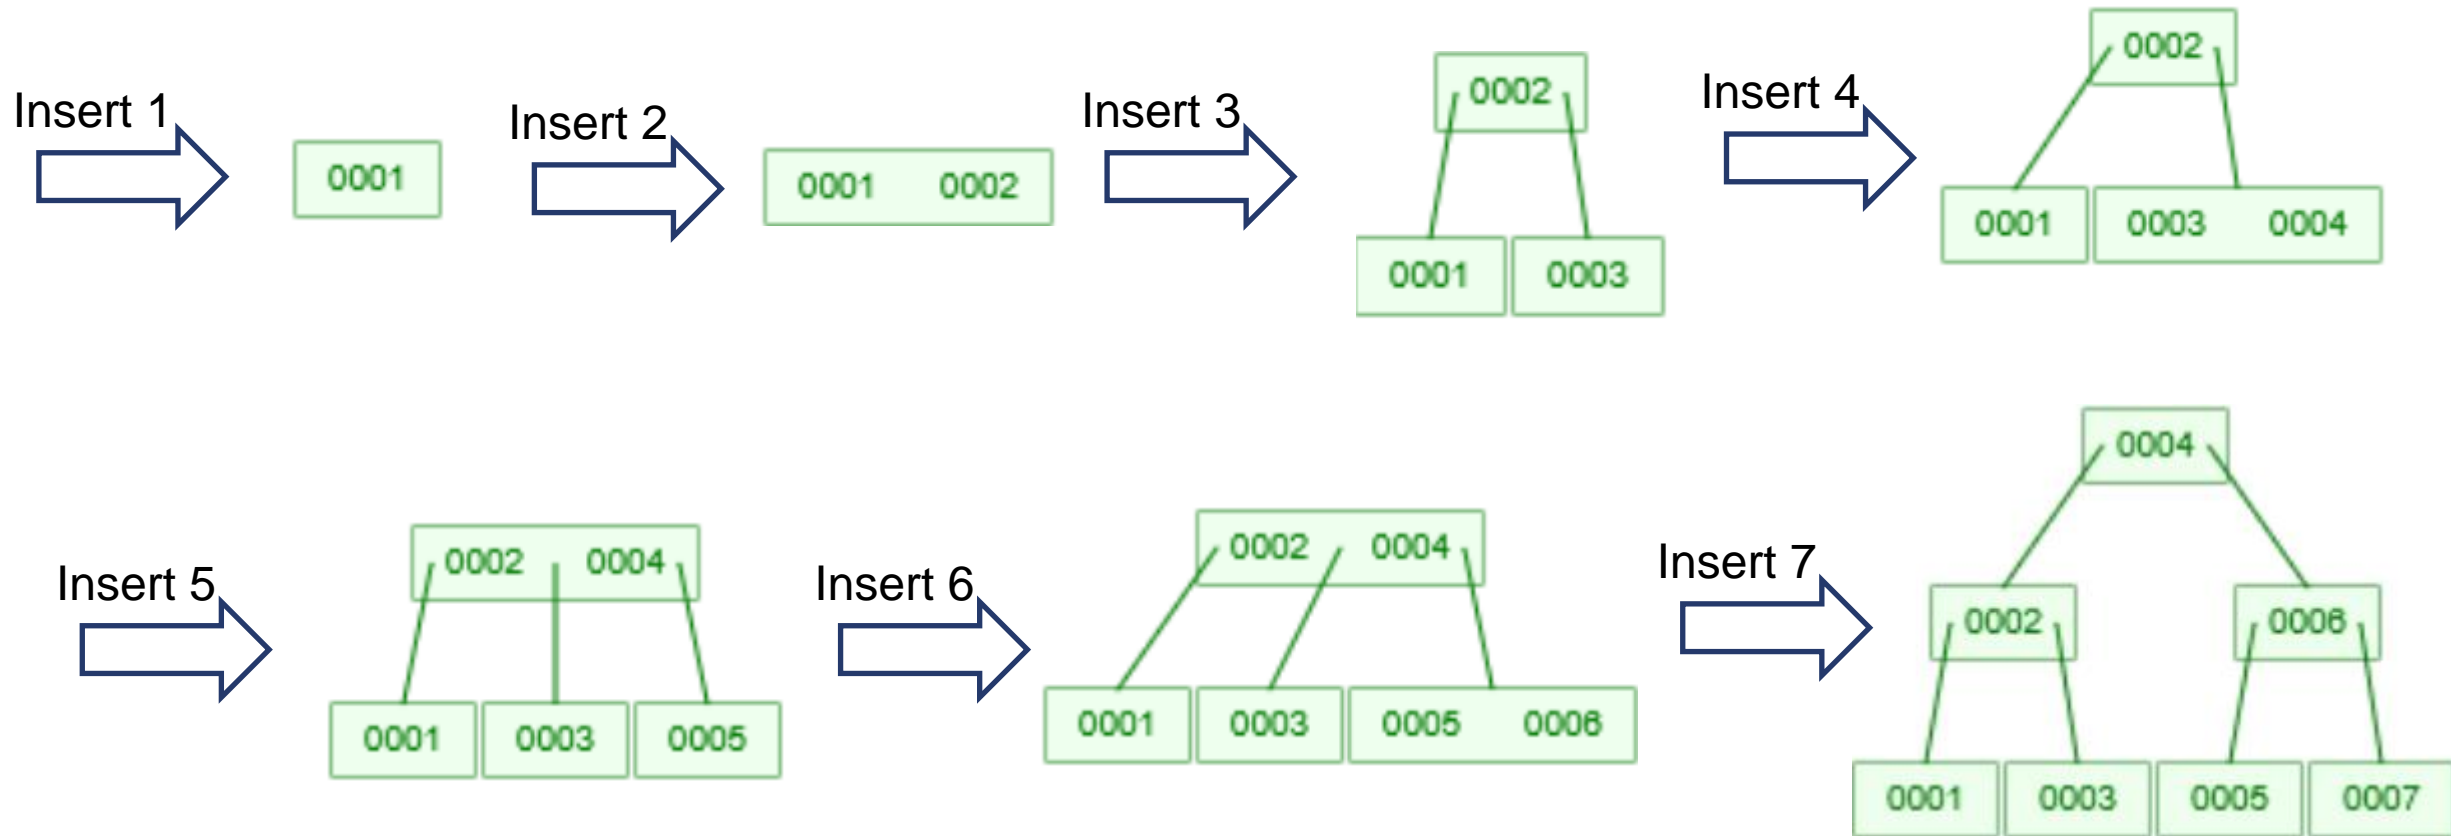 Insert 1
0001
Insert 2
0001 0002
Insert 3
0002
0001 0003
Insert 4
0002
0001 0003 0004
Insert 5
0002 0004
0001 0003 0005
Insert 6
0002 0004
0001 0003 0005 0006
Insert 7
0004
0002 0006
0001 0003 0005 0007